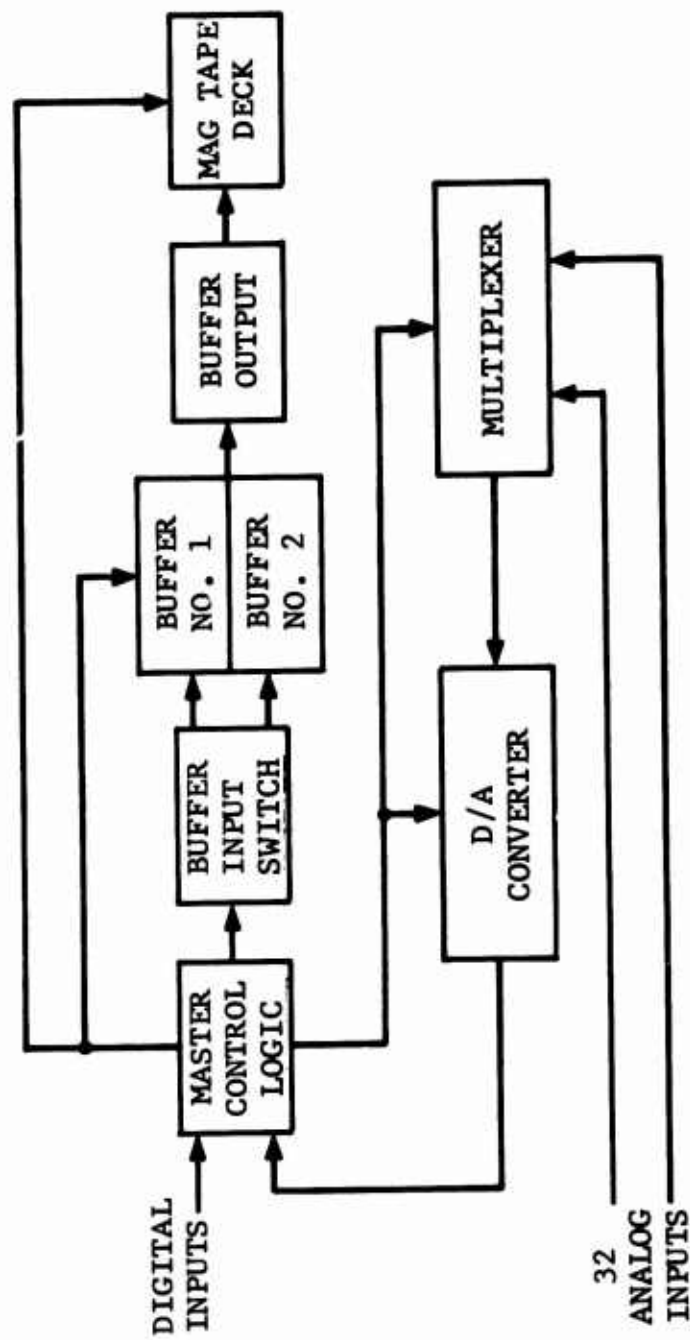 DIGITAL
INPUTS
MASTER
CONTROL
LOGIC
BUFFER
INPUT
SWITCH
BUFFER
NO. 1
BUFFER
NO. 2
BUFFER
OUTPUT
MAG TAPE
DECK
D/A
CONVERTER
MULTIPLEXER
32
ANALOG
INPUTS